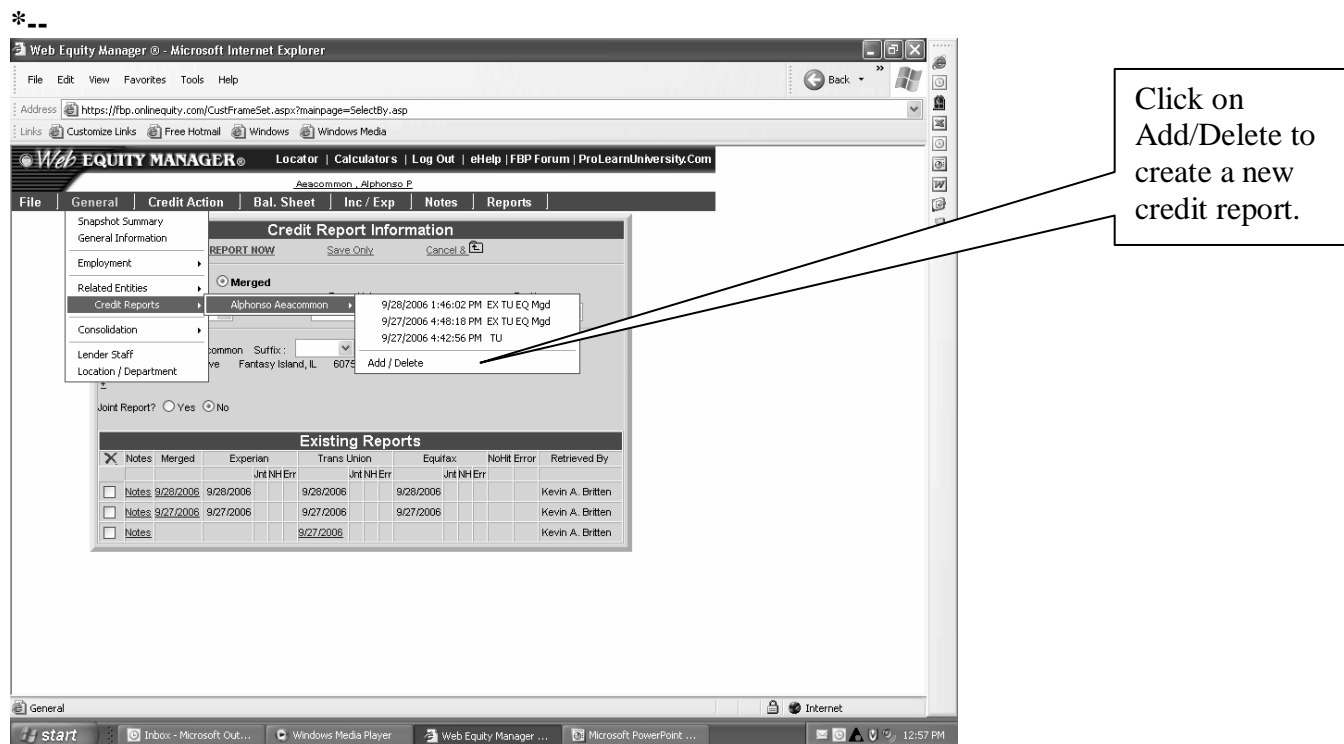 *--
Web Equity Manager ® - Microsoft Internet Explorer
File Edit View Favorites Tools Help
Back
Address https://fbp.onlinequity.com/CustFrameSet.aspx?mainpage=SelectBy.asp
Links Customize Links Free Hotmail Windows Windows Media
Web EQUITY MANAGER® Locator | Calculators | Log Out | eHelp | FBP Forum | ProLearnUniversity.Com
Aeacommon , Alphonso P
File | General | Credit Action | Bal. Sheet | Inc / Exp | Notes | Reports |
Snapshot Summary
General Information
Employment
Related Entities
Credit Reports
Consolidation
Lender Staff
Location / Department
Credit Report Information
REPORT NOW Save Only Cancel &
Merged
Alphonso Aeacommon
9/28/2006 1:46:02 PM EX TU EQ Mgd
9/27/2006 4:48:18 PM EX TU EQ Mgd
9/27/2006 4:42:56 PM TU
Add / Delete
ommon Suffix :
ve Fantasy Island, IL 6075
Joint Report? Yes No
Existing Reports
X Notes Merged Experian Trans Union Equifax NoHit Error Retrieved By
Jnt NH Err Jnt NH Err Jnt NH Err
Notes 9/28/2006 9/28/2006 9/28/2006 9/28/2006 Kevin A. Britten
Notes 9/27/2006 9/27/2006 9/27/2006 9/27/2006 Kevin A. Britten
Notes 9/27/2006 Kevin A. Britten
Click on
Add/Delete to
create a new
credit report.
General Internet
start Inbox - Microsoft Out... Windows Media Player Web Equity Manager ... Microsoft PowerPoint ... 12:57 PM